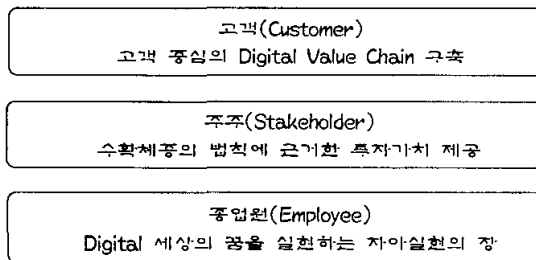 고객(Customer)
고객 중심의 Digital Value Chain 구축
주주(Stakeholder)
수확체증의 법칙에 근거한 투자가치 제공
종업원(Employee)
Digital 세상의 꿈을 실현하는 자아실현의 장